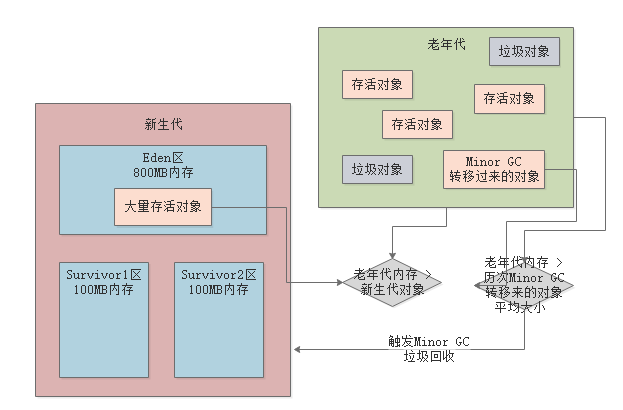 老年代
垃圾对象
存活对象
存活对象
存活对象
垃圾对象
Minor GC
转移过来的对象
新生代
Eden区
800MB内存
大量存活对象
Survivor1区
100MB内存
Survivor2区
100MB内存
老年代内存 >
新生代对象
老年代内存 >
历次Minor GC
转移来的对象
平均大小
触发Minor GC
垃圾回收